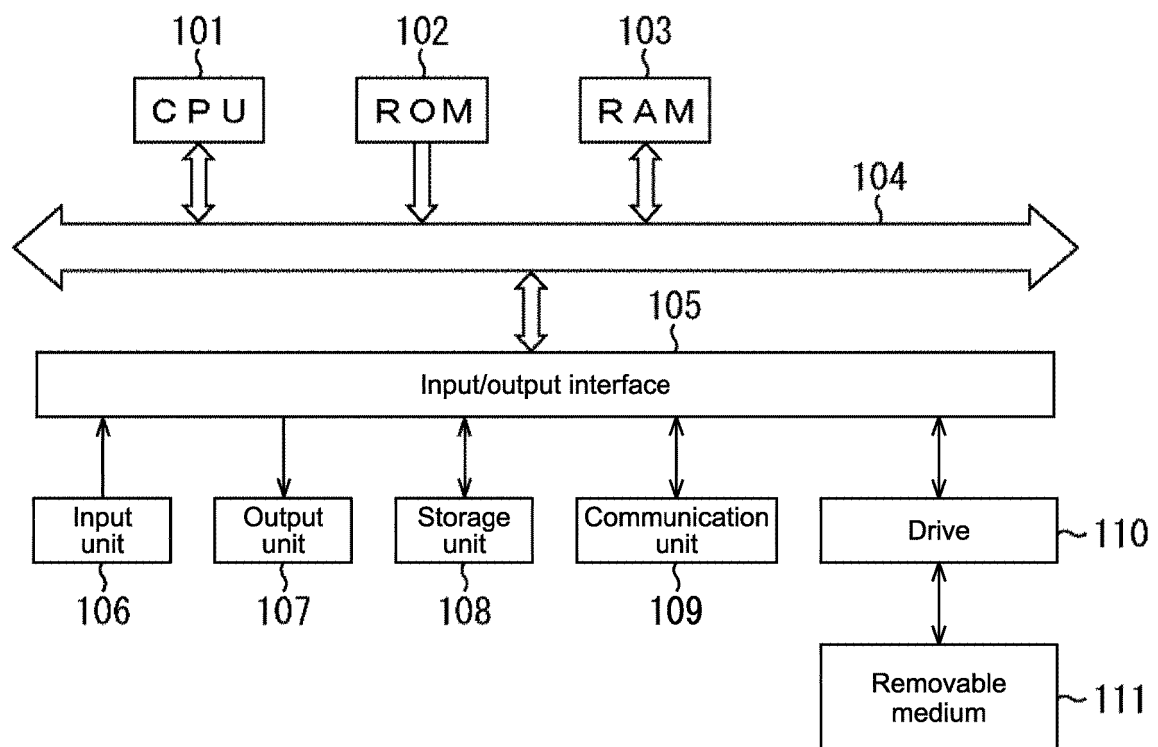 101
102
103
CPU
ROM
RAM
104
105
Input/output interface
Input
unit
Output
unit
Storage
unit
Communication
unit
Drive
110
106
107
108
109
Removable
medium
111